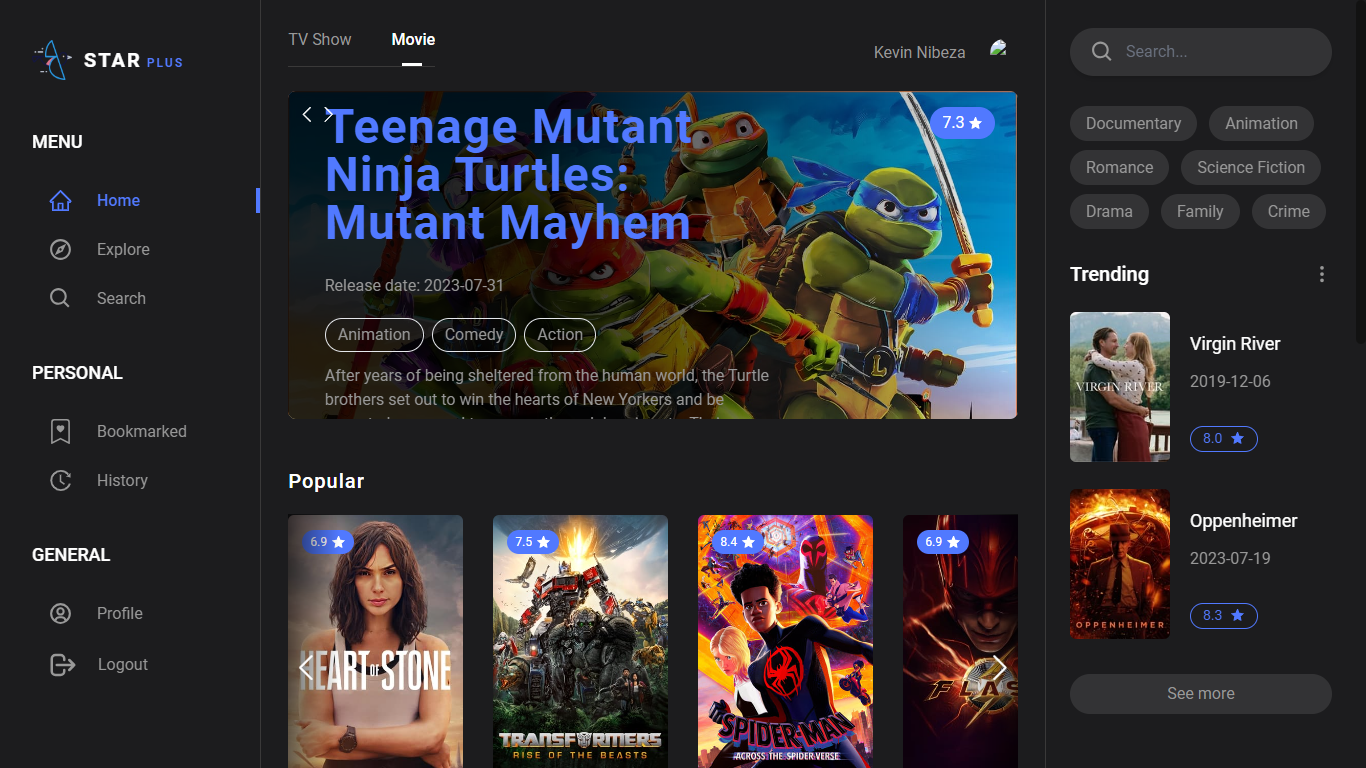 STAR PLUS
MENU
Home
Explore
Search
PERSONAL
Bookmarked
History
GENERAL
Profile
Logout
TV Show Movie
Kevin Nibeza
Teenage Mutant
Ninja Turtles:
Mutant Mayhem
7.3
Release date: 2023-07-31
Animation Comedy Action
After years of being sheltered from the human world, the Turtle
brothers set out to win the hearts of New Yorkers and be
L
Popular
6.9
HEART OF STONE
7.5
TRANSFORMERS
RISE OF THE BEASTS
8.4
SPIDER-MAN
ACROSS THE SPIDER-VERSE
6.9
FLAS
Search...
Documentary Animation
Romance Science Fiction
Drama Family Crime
Trending
VIRGIN RIVER
Virgin River
2019-12-06
8.0
OPPENHEIMER
Oppenheimer
2023-07-19
8.3
See more